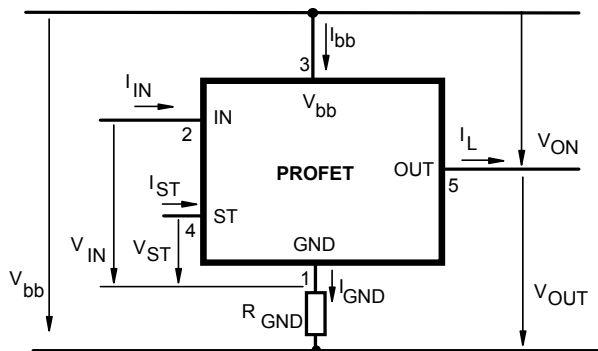 I bb
3
V bb
I IN
IN
2
I L
V ON
PROFET
OUT
5
I ST
ST
4
V IN
V ST
GND
V bb
1
I GND
V OUT
R GND